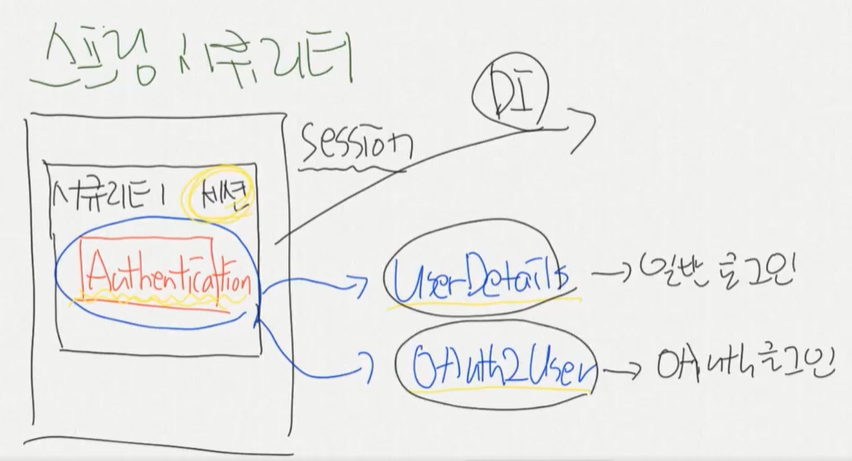 스프링 시큐리티
DI
Session
시큐리티 세션
Authentication
UserDetails → 일반 로그인
OAuth2User → OAuth 로그인